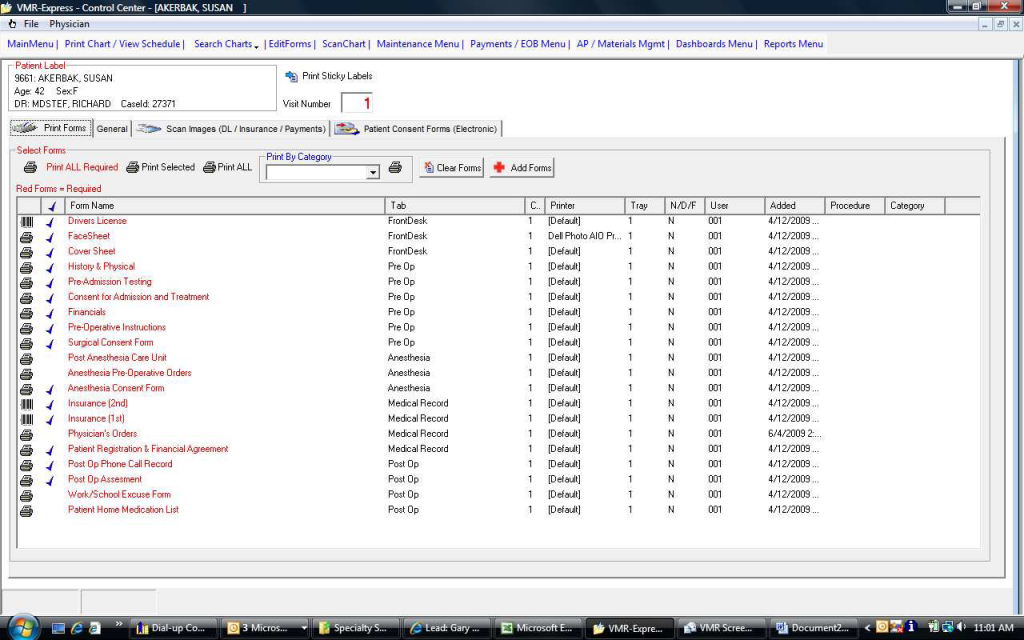 VMR-Express - Control Center - [AKERBAK, SUSAN ]
File Physician
MainMenu | Print Chart / View Schedule | Search Charts | EditForms | ScanChart | Maintenance Menu | Payments / EOB Menu | AP / Materials Mgmt | Dashboards Menu | Reports Menu
Patient Label
9661: AKERBAK, SUSAN
Age: 42 Sex:F
DR: MDSTEF, RICHARD CaseId: 27371
Print Sticky Labels
Visit Number 1
Print Forms General Scan Images (DL / Insurance / Payments) Patient Consent Forms (Electronic)
Select Forms
Print ALL Required Print Selected Print ALL Print By Category Clear Forms Add Forms
Red Forms = Required
Form Name Tab C.. Printer Tray N/D/F User Added Procedure Category
Drivers License FrontDesk 1 [Default] 1 N 001 4/12/2009 ...
FaceSheet FrontDesk 1 Dell Photo AIO Pr... 1 N 001 4/12/2009 ...
Cover Sheet FrontDesk 1 [Default] 1 N 001 4/12/2009 ...
History & Physical Pre Op 1 [Default] 1 N 001 4/12/2009 ...
Pre-Admission Testing Pre Op 1 [Default] 1 N 001 4/12/2009 ...
Consent for Admission and Treatment Pre Op 1 [Default] 1 N 001 4/12/2009 ...
Financials Pre Op 1 [Default] 1 N 001 4/12/2009 ...
Pre-Operative Instructions Pre Op 1 [Default] 1 N 001 4/12/2009 ...
Surgical Consent Form Pre Op 1 [Default] 1 N 001 4/12/2009 ...
Post Anesthesia Care Unit Anesthesia 1 [Default] 1 N 001 4/12/2009 ...
Anesthesia Pre-Operative Orders Anesthesia 1 [Default] 1 N 001 4/12/2009 ...
Anesthesia Consent Form Anesthesia 1 [Default] 1 N 001 4/12/2009 ...
Insurance (2nd) Medical Record 1 [Default] 1 N 001 4/12/2009 ...
Insurance (1st) Medical Record 1 [Default] 1 N 001 4/12/2009 ...
Physician's Orders Medical Record 1 [Default] 1 N 001 6/4/2009 2:...
Patient Registration & Financial Agreement Medical Record 1 [Default] 1 N 001 4/12/2009 ...
Post Op Phone Call Record Post Op 1 [Default] 1 N 001 4/12/2009 ...
Post Op Assesment Post Op 1 [Default] 1 N 001 4/12/2009 ...
Work/School Excuse Form Post Op 1 [Default] 1 N 001 4/12/2009 ...
Patient Home Medication List Post Op 1 [Default] 1 N 001 4/12/2009 ...
Dial-up Co... 3 Micros... Specialty S... Lead: Gary ... Microsoft E... VMR-Expre... VMR Scree... Document2... 11:01 AM